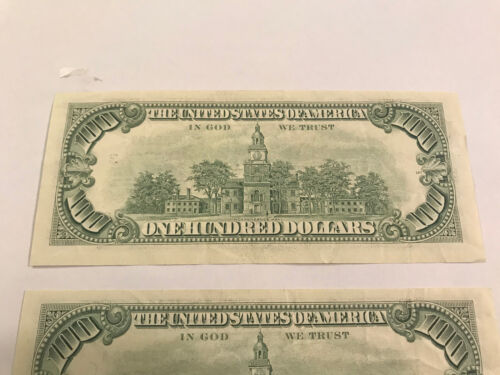 THE UNITED STATES OF AMERICA
IN GOD WE TRUST
100 100
100 100
ONE HUNDRED DOLLARS
THE UNITED STATES OF AMERICA
100 100
IN GOD WE TRUST